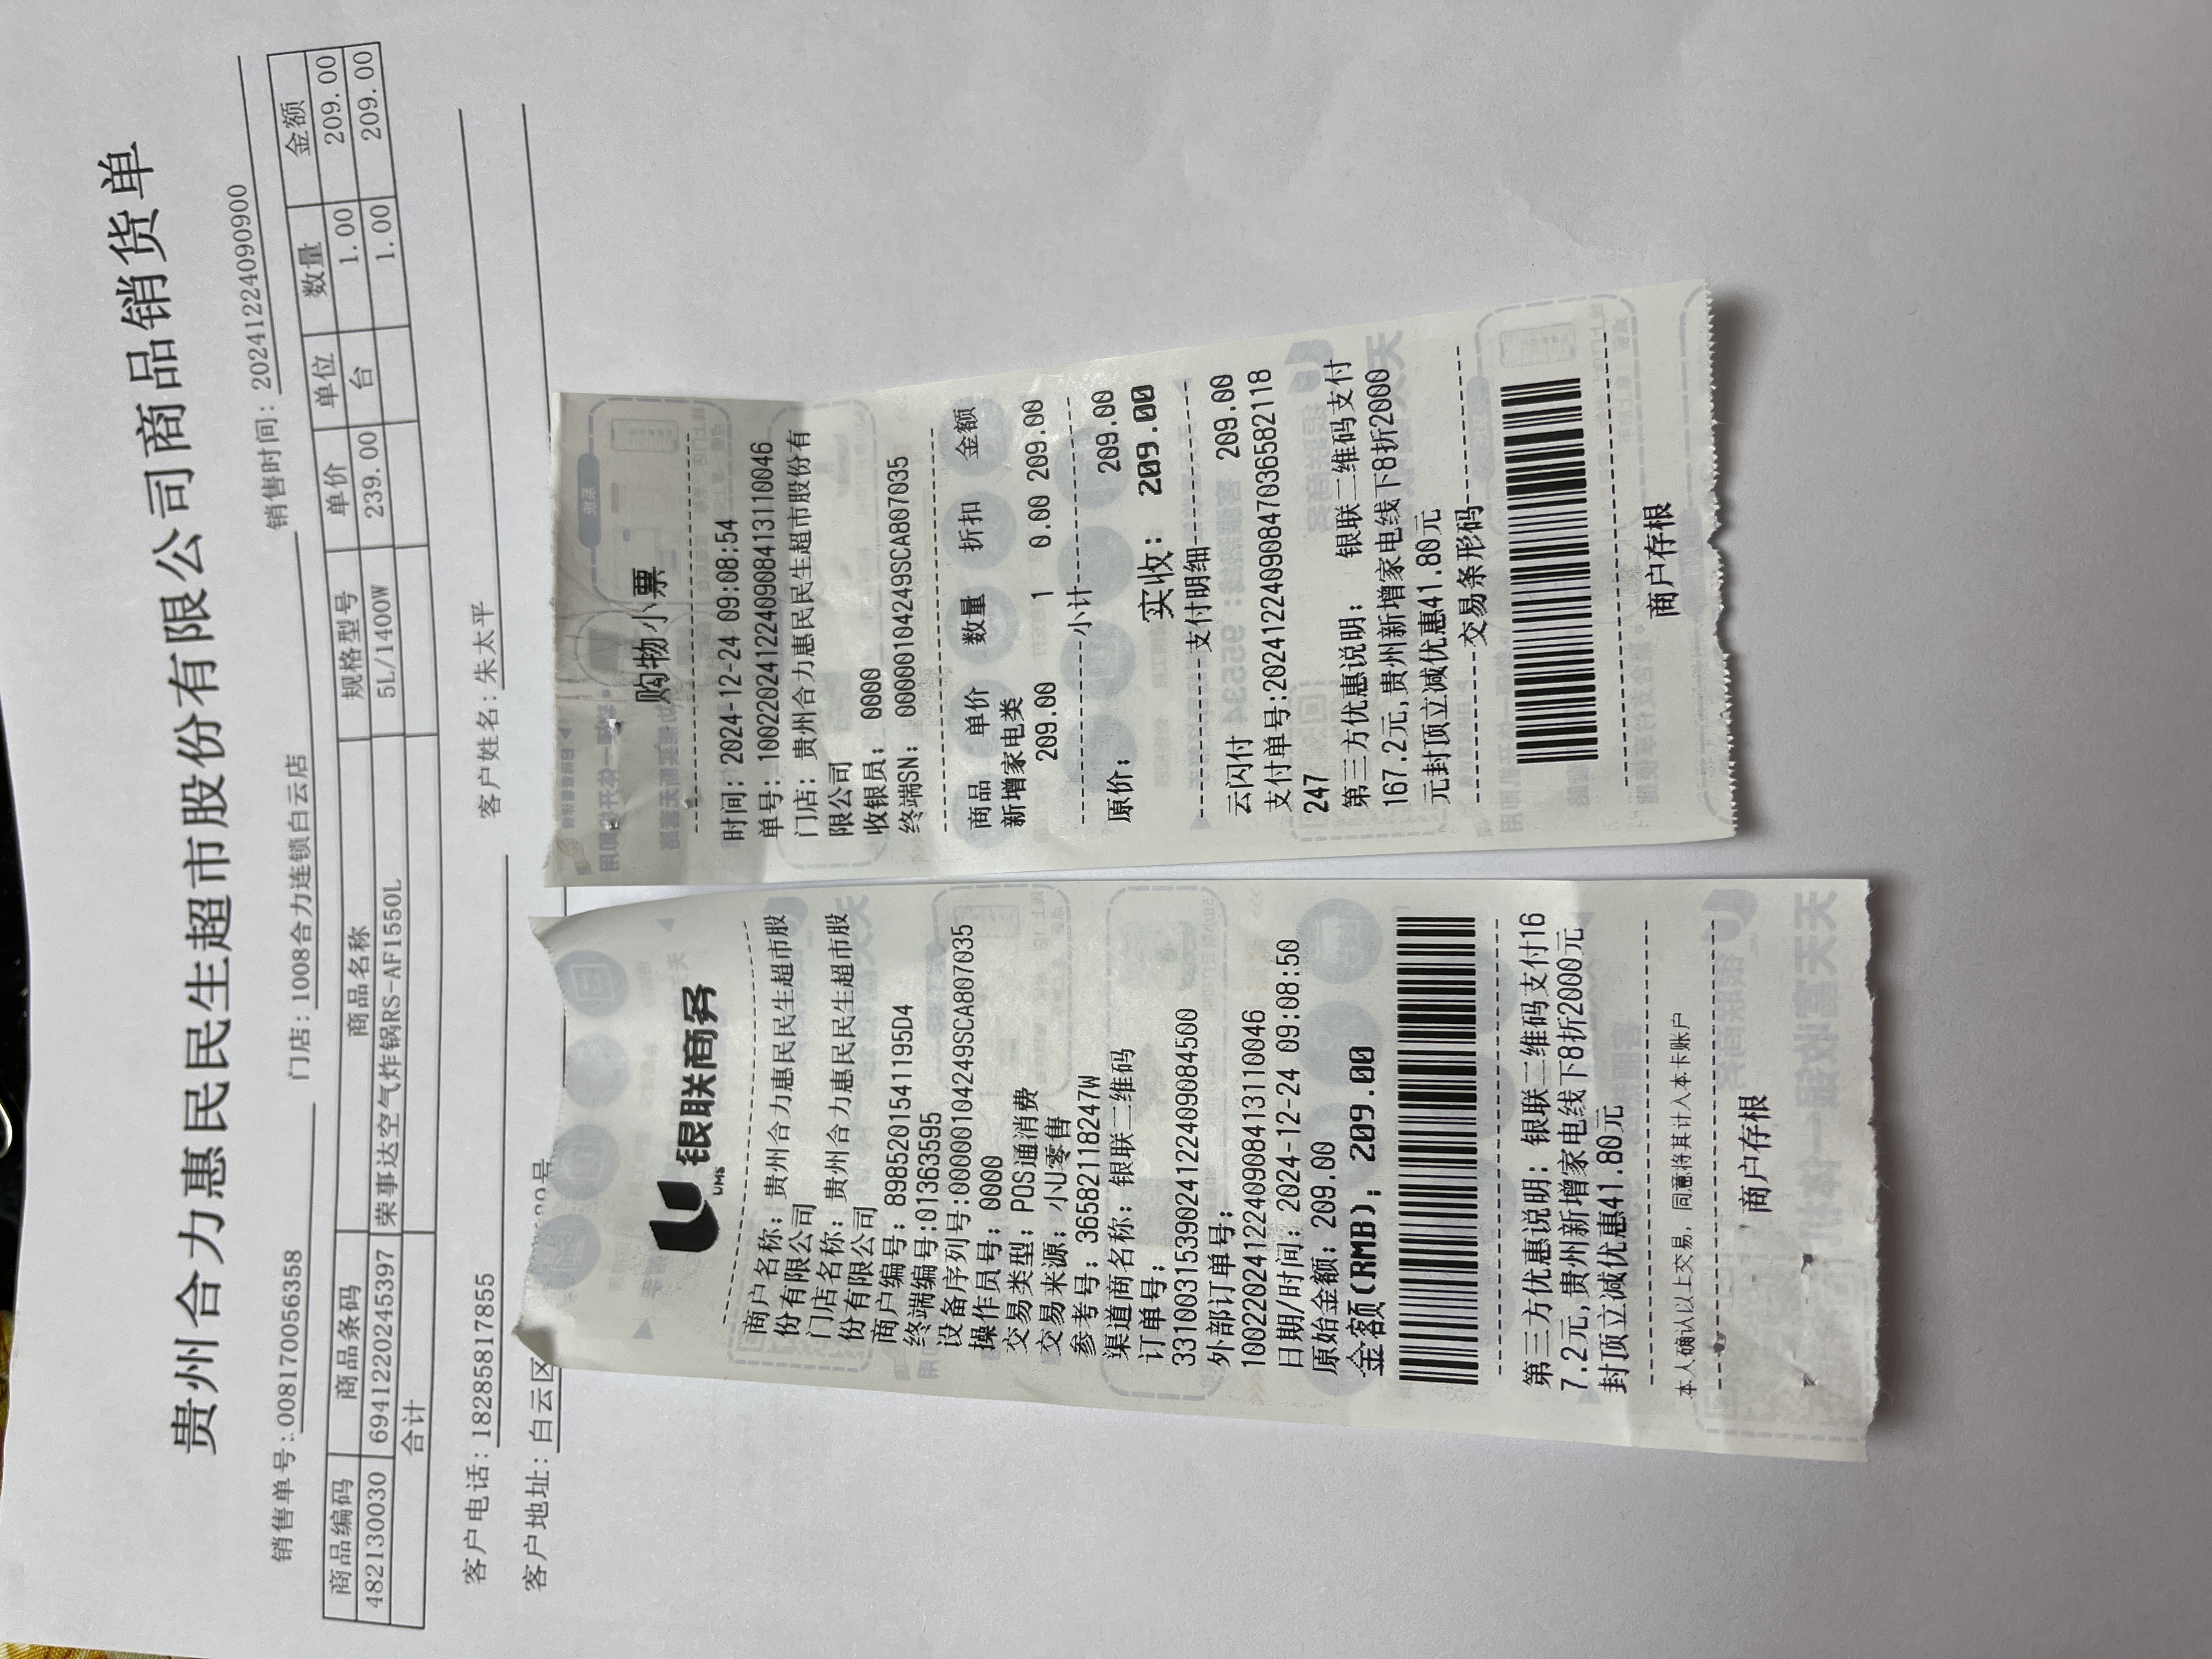 贵州合力惠民民生超市股份有限公司商品销货单
销售单号:008170056358 门店:1008合力连锁白云店 销售时间:20241224090900
商品编码 商品条码 商品名称 规格型号 单价 单位 数量 金额
482130030 6941220245397 荣事达空气炸锅RS-AF1550L 5L/1400W 239.00 台 1.00 209.00
合计 1.00 209.00
客户电话:18285817855 客户姓名:朱太平
客户地址:白云区
银联商务
UMS
商户名称:贵州合力惠民民生超市股
份有限公司
门店名称:贵州合力惠民民生超市股
份有限公司
商户编号:8985201541195D4
终端编号:01363595
设备序列号:00000104249SCA807035
操作员号:0000
交易类型:POS通消费
交易来源:小U零售
参考号:36582118247W
渠道商名称:银联二维码
订单号:
33100315390241224090844500
外部订单号:
10022024122409084131110046
日期/时间:2024-12-24 09:08:50
原始金额:209.00
金额(RMB):209.00
第三方优惠说明:银联二维码支付16
7.2元,贵州新增家电线下8折2000元
封顶立减优惠41.80元
本人确认以上交易,同意将其计入本卡账户
商户存根
购物小票
时间:2024-12-24 09:08:54
单号:10022024122409084131110046
门店:贵州合力惠民民生超市股份有
限公司
收银员:0000
终端SN:00000104249SCA807035
商品 单价 数量 折扣 金额
新增家电类
209.00 1 0.00 209.00
小计
原价: 209.00
实收: 209.00
支付明细
云闪付 209.00
支付单号:20241224090847036582118
247
第三方优惠说明: 银联二维码支付
167.2元,贵州新增家电线下8折2000
元封顶立减优惠41.80元
交易条形码
商户存根